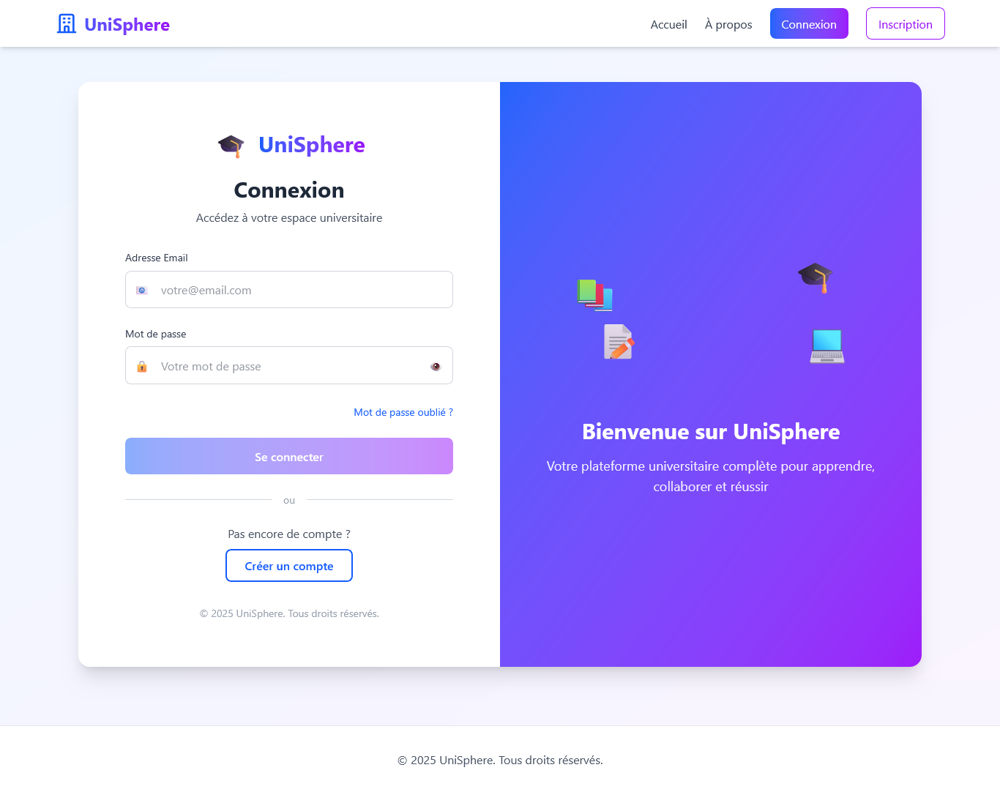 UniSphere
Accueil
À propos
Connexion
Inscription
UniSphere
Connexion
Accédez à votre espace universitaire
Adresse Email
votre@email.com
Mot de passe
Votre mot de passe
Mot de passe oublié ?
Se connecter
ou
Pas encore de compte ?
Créer un compte
© 2025 UniSphere. Tous droits réservés.
Bienvenue sur UniSphere
Votre plateforme universitaire complète pour apprendre,
collaborer et réussir
© 2025 UniSphere. Tous droits réservés.